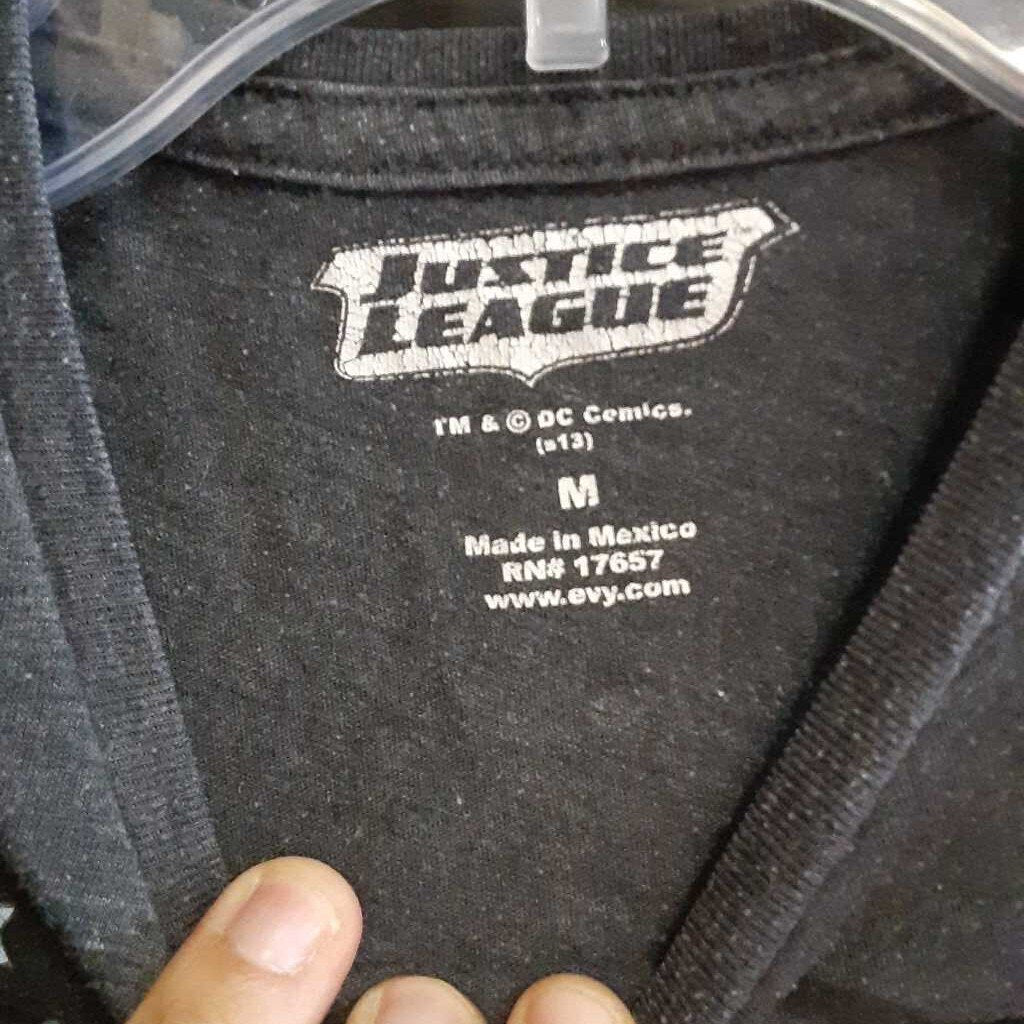 JUSTICE
LEAGUE
TM & © DC Comics.
(s13)
M
Made in Mexico
RN# 17657
www.evy.com